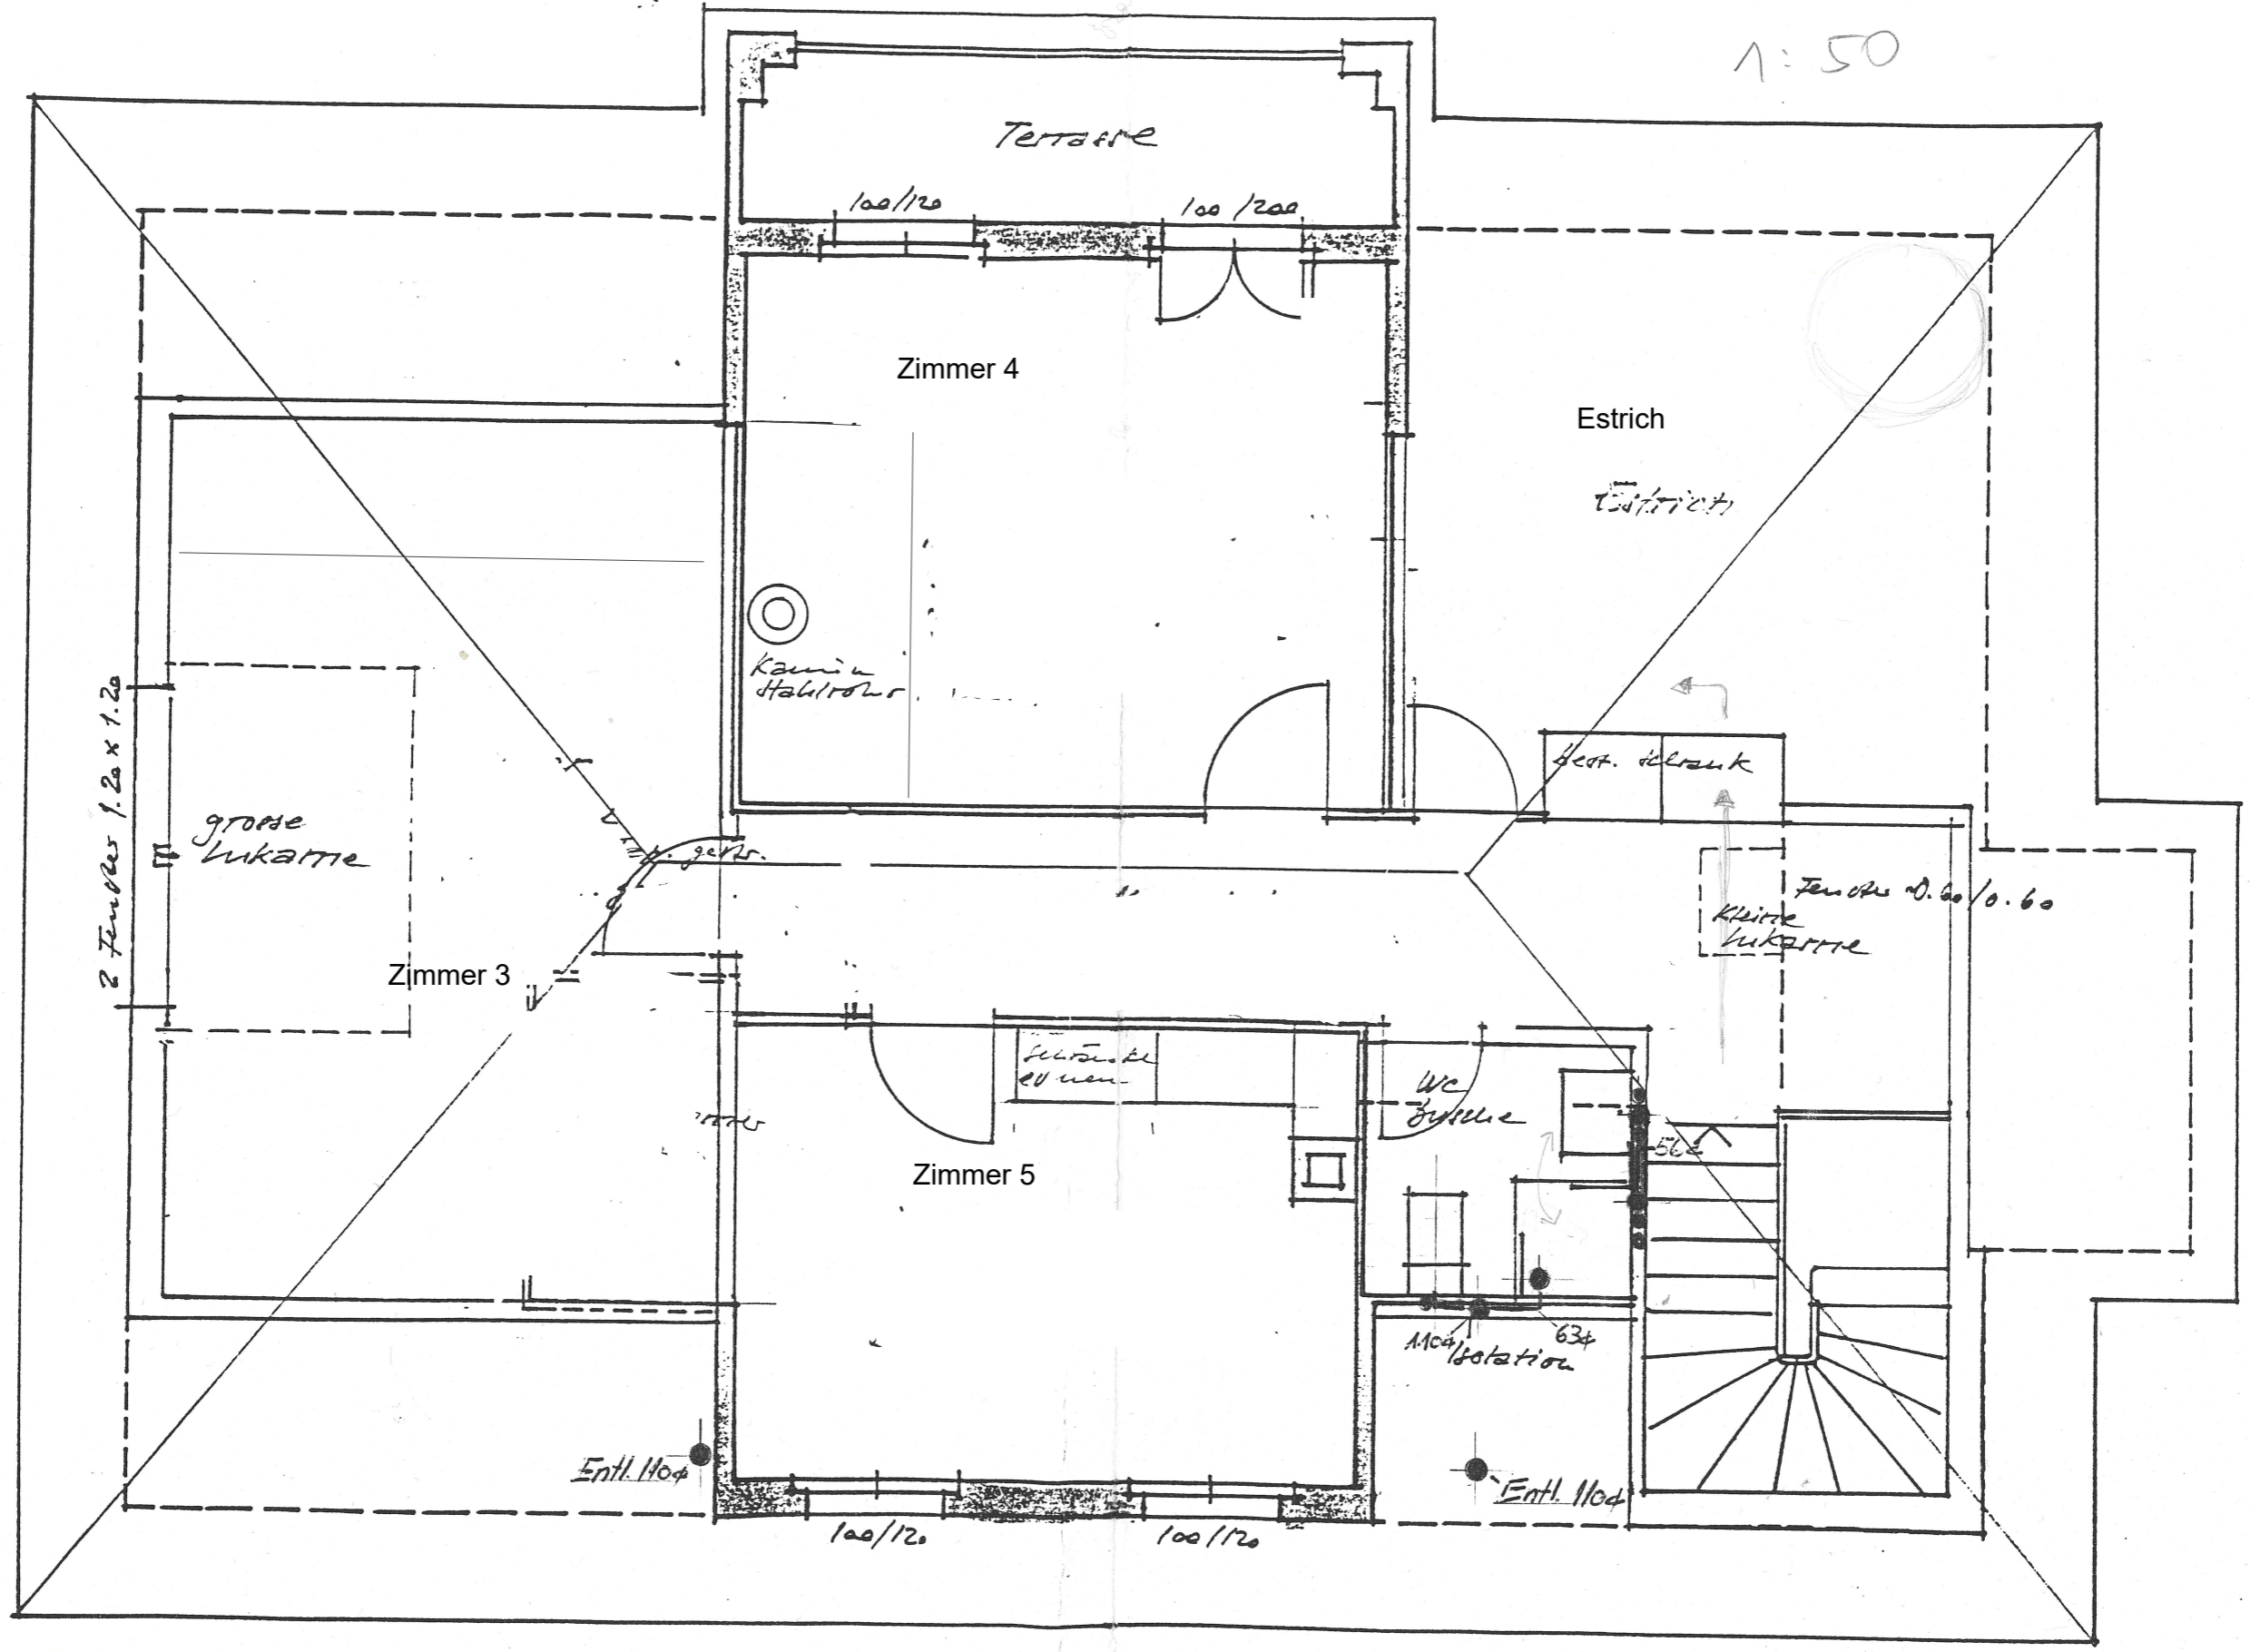 1:50
Terrasse
100/120
100/200
Zimmer 4
Estrich
Estrich
Kamin
Stahlrohr
best. Schrank
2 Fenster 1.20 x 1.20
grosse
Lukarne
Fenster 0.60/0.60
kleine
Lukarne
Zimmer 3
Schränke
WC
Dusche
56¢
Zimmer 5
110¢
63¢
Isolation
Entl. 110¢
Entl. 110¢
100/120
100/120